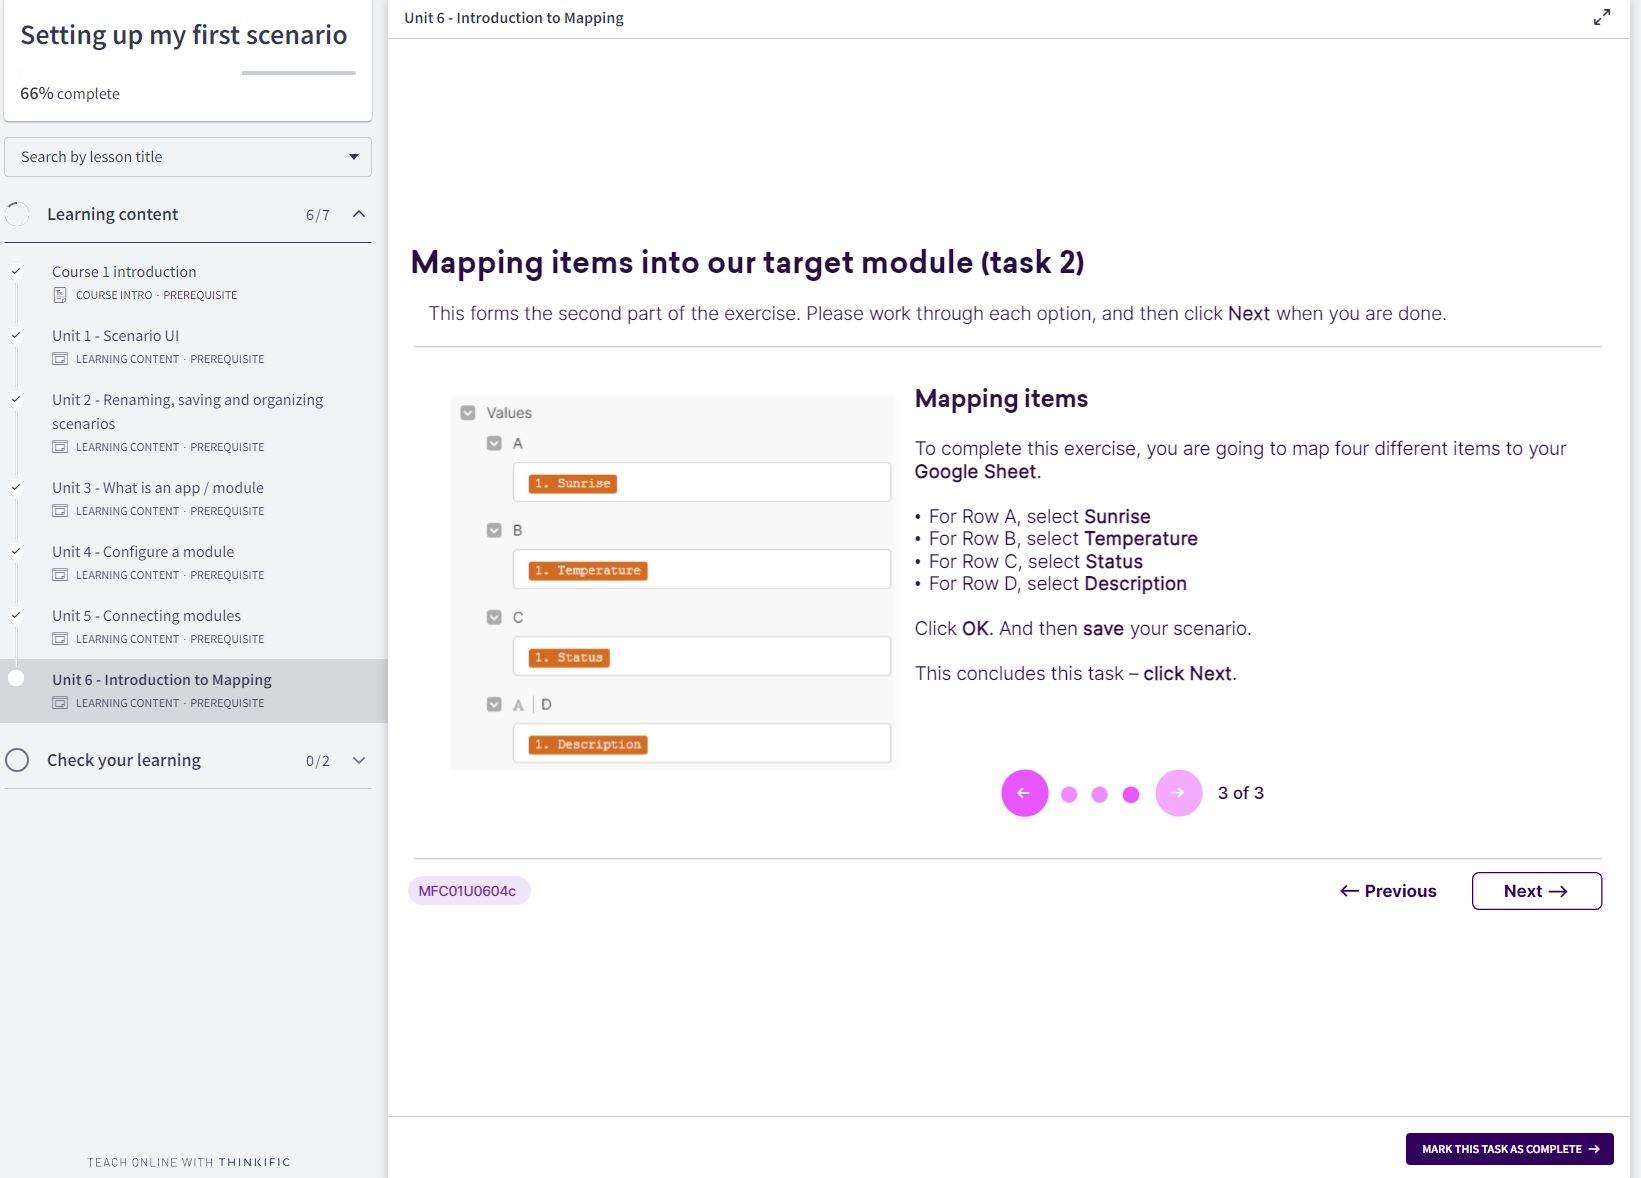 Setting up my first scenario
66% complete
Search by lesson title
Learning content 6/7
Course 1 introduction
COURSE INTRO · PREREQUISITE
Unit 1 - Scenario UI
LEARNING CONTENT · PREREQUISITE
Unit 2 - Renaming, saving and organizing
scenarios
LEARNING CONTENT · PREREQUISITE
Unit 3 - What is an app / module
LEARNING CONTENT · PREREQUISITE
Unit 4 - Configure a module
LEARNING CONTENT · PREREQUISITE
Unit 5 - Connecting modules
LEARNING CONTENT · PREREQUISITE
Unit 6 - Introduction to Mapping
LEARNING CONTENT · PREREQUISITE
Check your learning 0/2
TEACH ONLINE WITH THINKIFIC
Unit 6 - Introduction to Mapping
Mapping items into our target module (task 2)
This forms the second part of the exercise. Please work through each option, and then click Next when you are done.
Values
A
1. Sunrise
B
1. Temperature
C
1. Status
A | D
1. Description
Mapping items
To complete this exercise, you are going to map four different items to your
Google Sheet.
• For Row A, select Sunrise
• For Row B, select Temperature
• For Row C, select Status
• For Row D, select Description
Click OK. And then save your scenario.
This concludes this task – click Next.
← → 3 of 3
MFC01U0604c
← Previous
Next →
MARK THIS TASK AS COMPLETE →